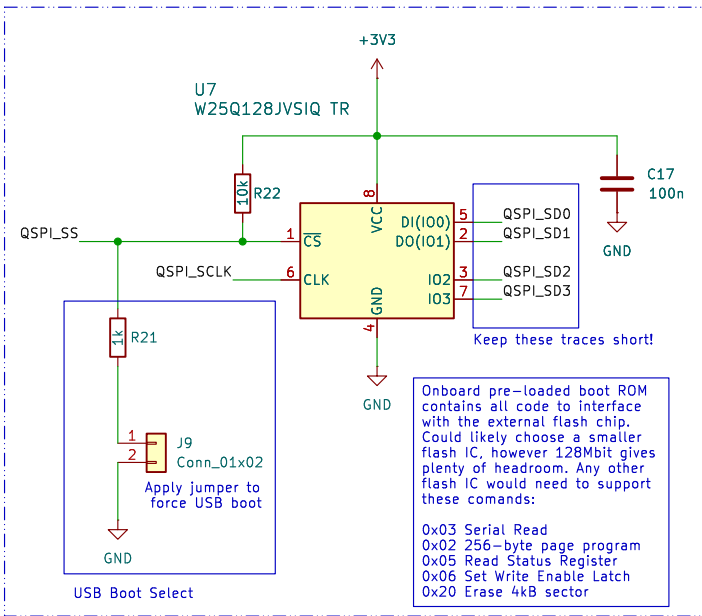 +3V3
U7
W25Q128JVSIQ TR
C17
100n
GND
10k
R22
8
VCC
QSPI_SS
1
CS
DI(IO0)
5
QSPI_SD0
DO(IO1)
2
QSPI_SD1
QSPI_SCLK
6
CLK
IO2
3
QSPI_SD2
IO3
7
QSPI_SD3
GND
4
GND
Keep these traces short!
1k
R21
1
2
J9
Conn_01x02
Apply jumper to
force USB boot
GND
USB Boot Select
Onboard pre-loaded boot ROM
contains all code to interface
with the external flash chip.
Could likely choose a smaller
flash IC, however 128Mbit gives
plenty of headroom. Any other
flash IC would need to support
these comands:
0x03 Serial Read
0x02 256-byte page program
0x05 Read Status Register
0x06 Set Write Enable Latch
0x20 Erase 4kB sector